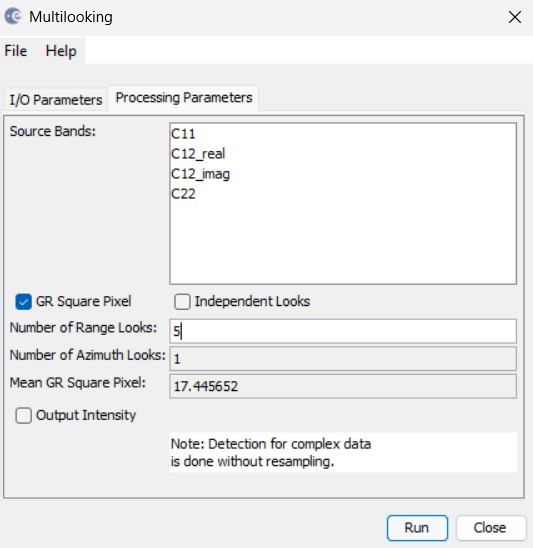 Multilooking
File Help
I/O Parameters Processing Parameters
Source Bands:
C11
C12_real
C12_imag
C22
GR Square Pixel Independent Looks
Number of Range Looks: 5
Number of Azimuth Looks: 1
Mean GR Square Pixel: 17.445652
Output Intensity
Note: Detection for complex data
is done without resampling.
Run Close